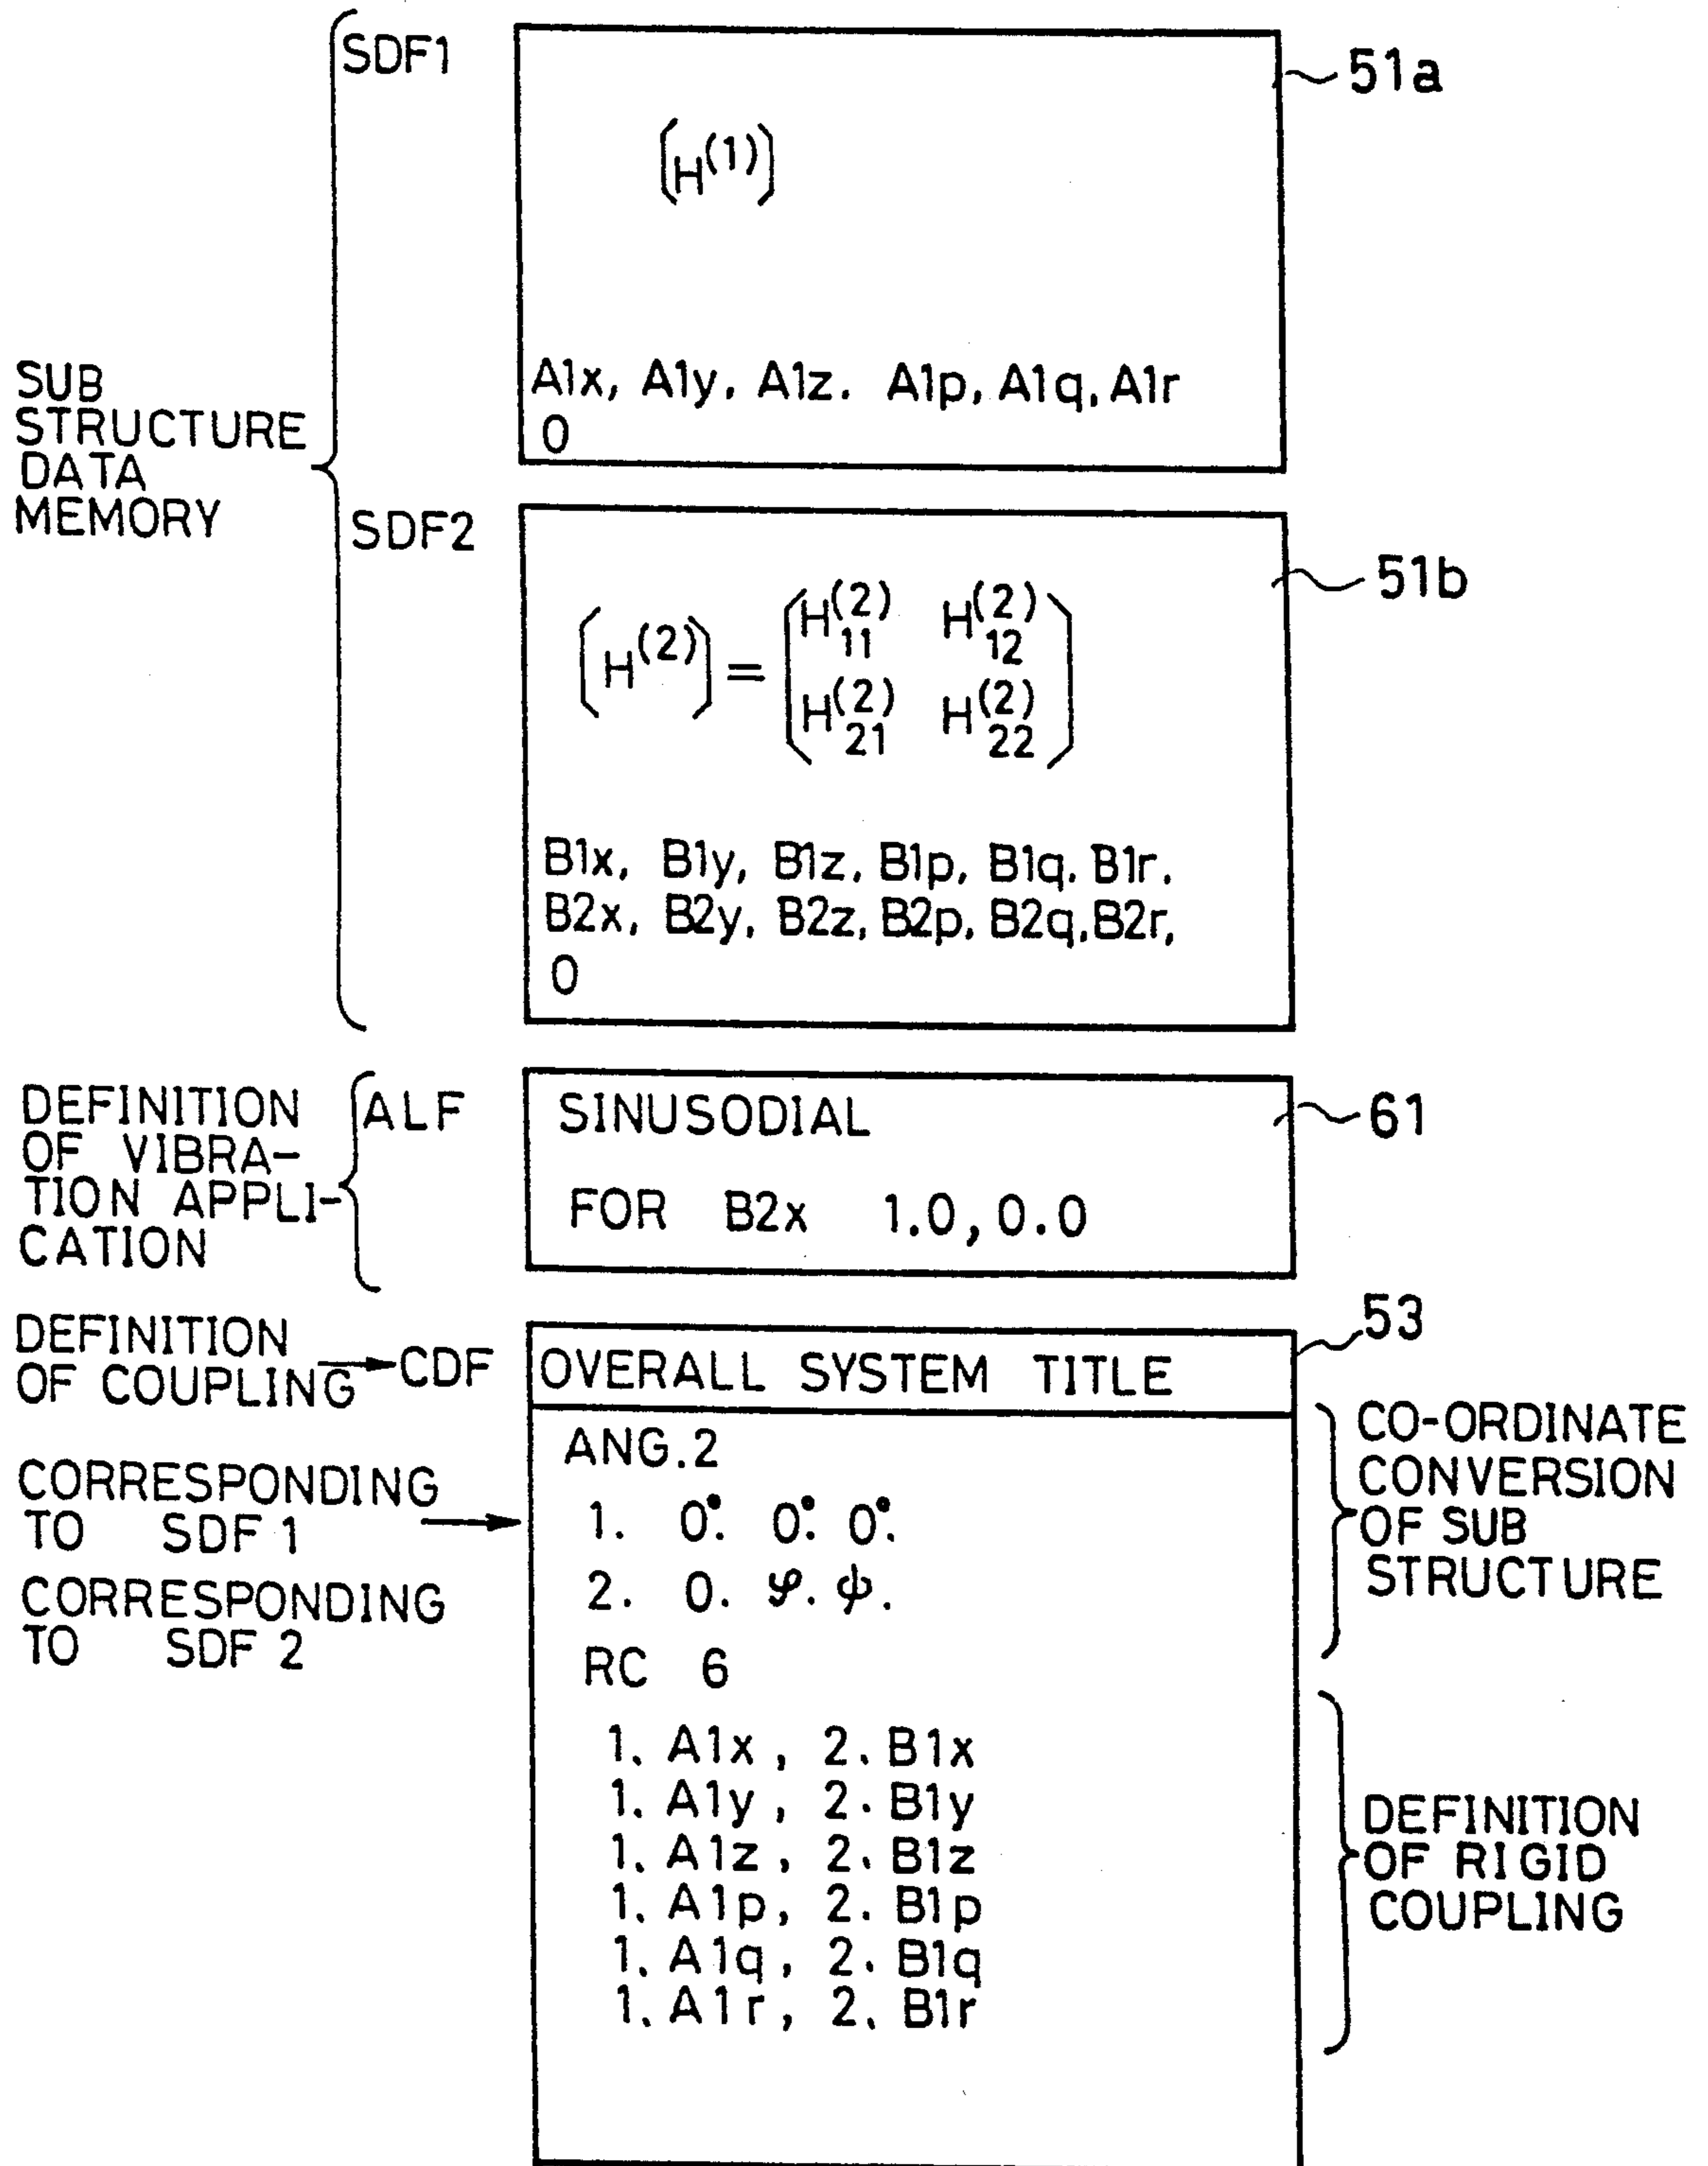 SDF1
51a
[H^(1)]
A1x, A1y, A1z. A1p, A1q, A1r
0
SUB
STRUCTURE
DATA
MEMORY
SDF2
51b
[H^(2)] = [H_11^(2) H_12^(2)
H_21^(2) H_22^(2)]
B1x, B1y, B1z, B1p, B1q. B1r.
B2x, B2y, B2z, B2p, B2q, B2r,
0
DEFINITION
OF VIBRA-
TION APPLI-
CATION
ALF
SINUSODIAL
FOR B2x 1.0, 0.0
61
DEFINITION
OF COUPLING
CDF
53
OVERALL SYSTEM TITLE
ANG.2
CORRESPONDING
TO SDF 1
1. 0°. 0°. 0°.
CORRESPONDING
TO SDF 2
2. 0. φ. ψ.
CO-ORDINATE
CONVERSION
OF SUB
STRUCTURE
RC 6
1. A1x, 2. B1x
1. A1y, 2. B1y
1. A1z, 2. B1z
1. A1p, 2. B1p
1. A1q, 2. B1q
1. A1r, 2. B1r
DEFINITION
OF RIGID
COUPLING